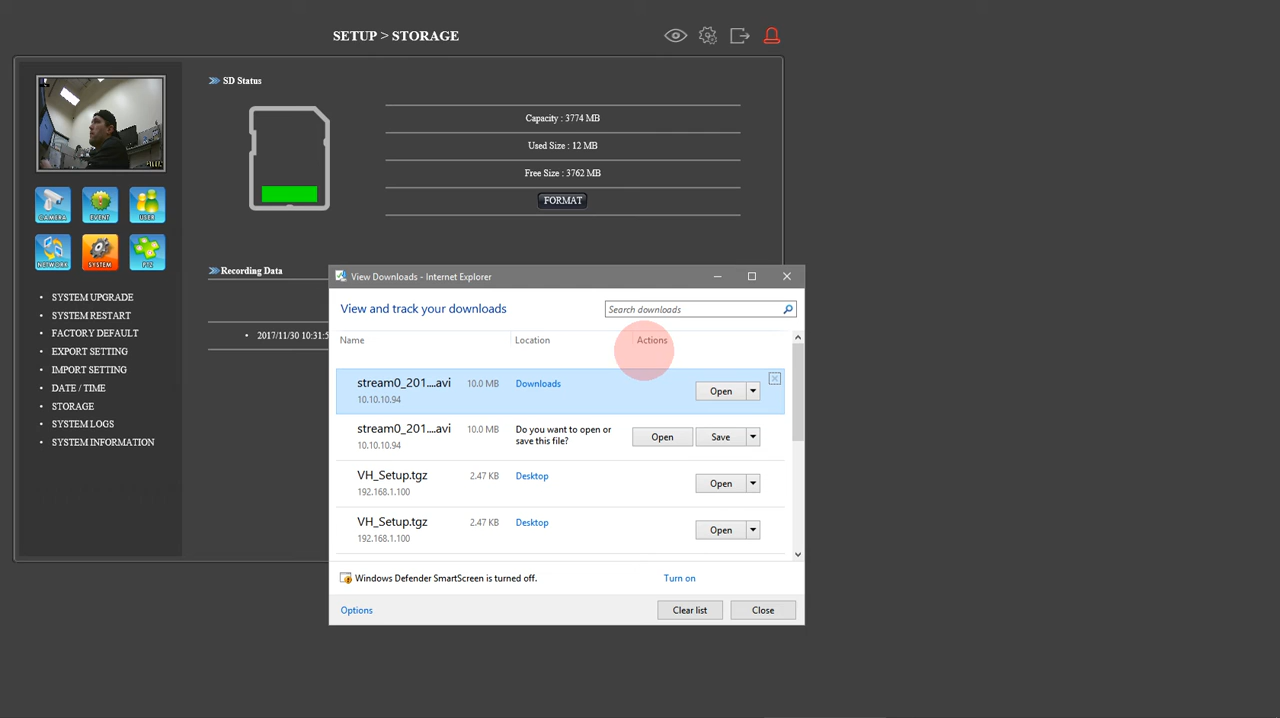 SETUP > STORAGE
SD Status
Capacity : 3774 MB
Used Size : 12 MB
Free Size : 3762 MB
FORMAT
CAMERA
EVENT
USER
NETWORK
SYSTEM
PTZ
SYSTEM UPGRADE
SYSTEM RESTART
FACTORY DEFAULT
EXPORT SETTING
IMPORT SETTING
DATE / TIME
STORAGE
SYSTEM LOGS
SYSTEM INFORMATION
Recording Data
2017/11/30 10:31:5
View Downloads - Internet Explorer
View and track your downloads
Search downloads
Name Location Actions
stream0_201....avi 10.0 MB Downloads Open
10.10.10.94
stream0_201....avi 10.0 MB Do you want to open or save this file? Open Save
10.10.10.94
VH_Setup.tgz 2.47 KB Desktop Open
192.168.1.100
VH_Setup.tgz 2.47 KB Desktop Open
192.168.1.100
Windows Defender SmartScreen is turned off. Turn on
Options Clear list Close